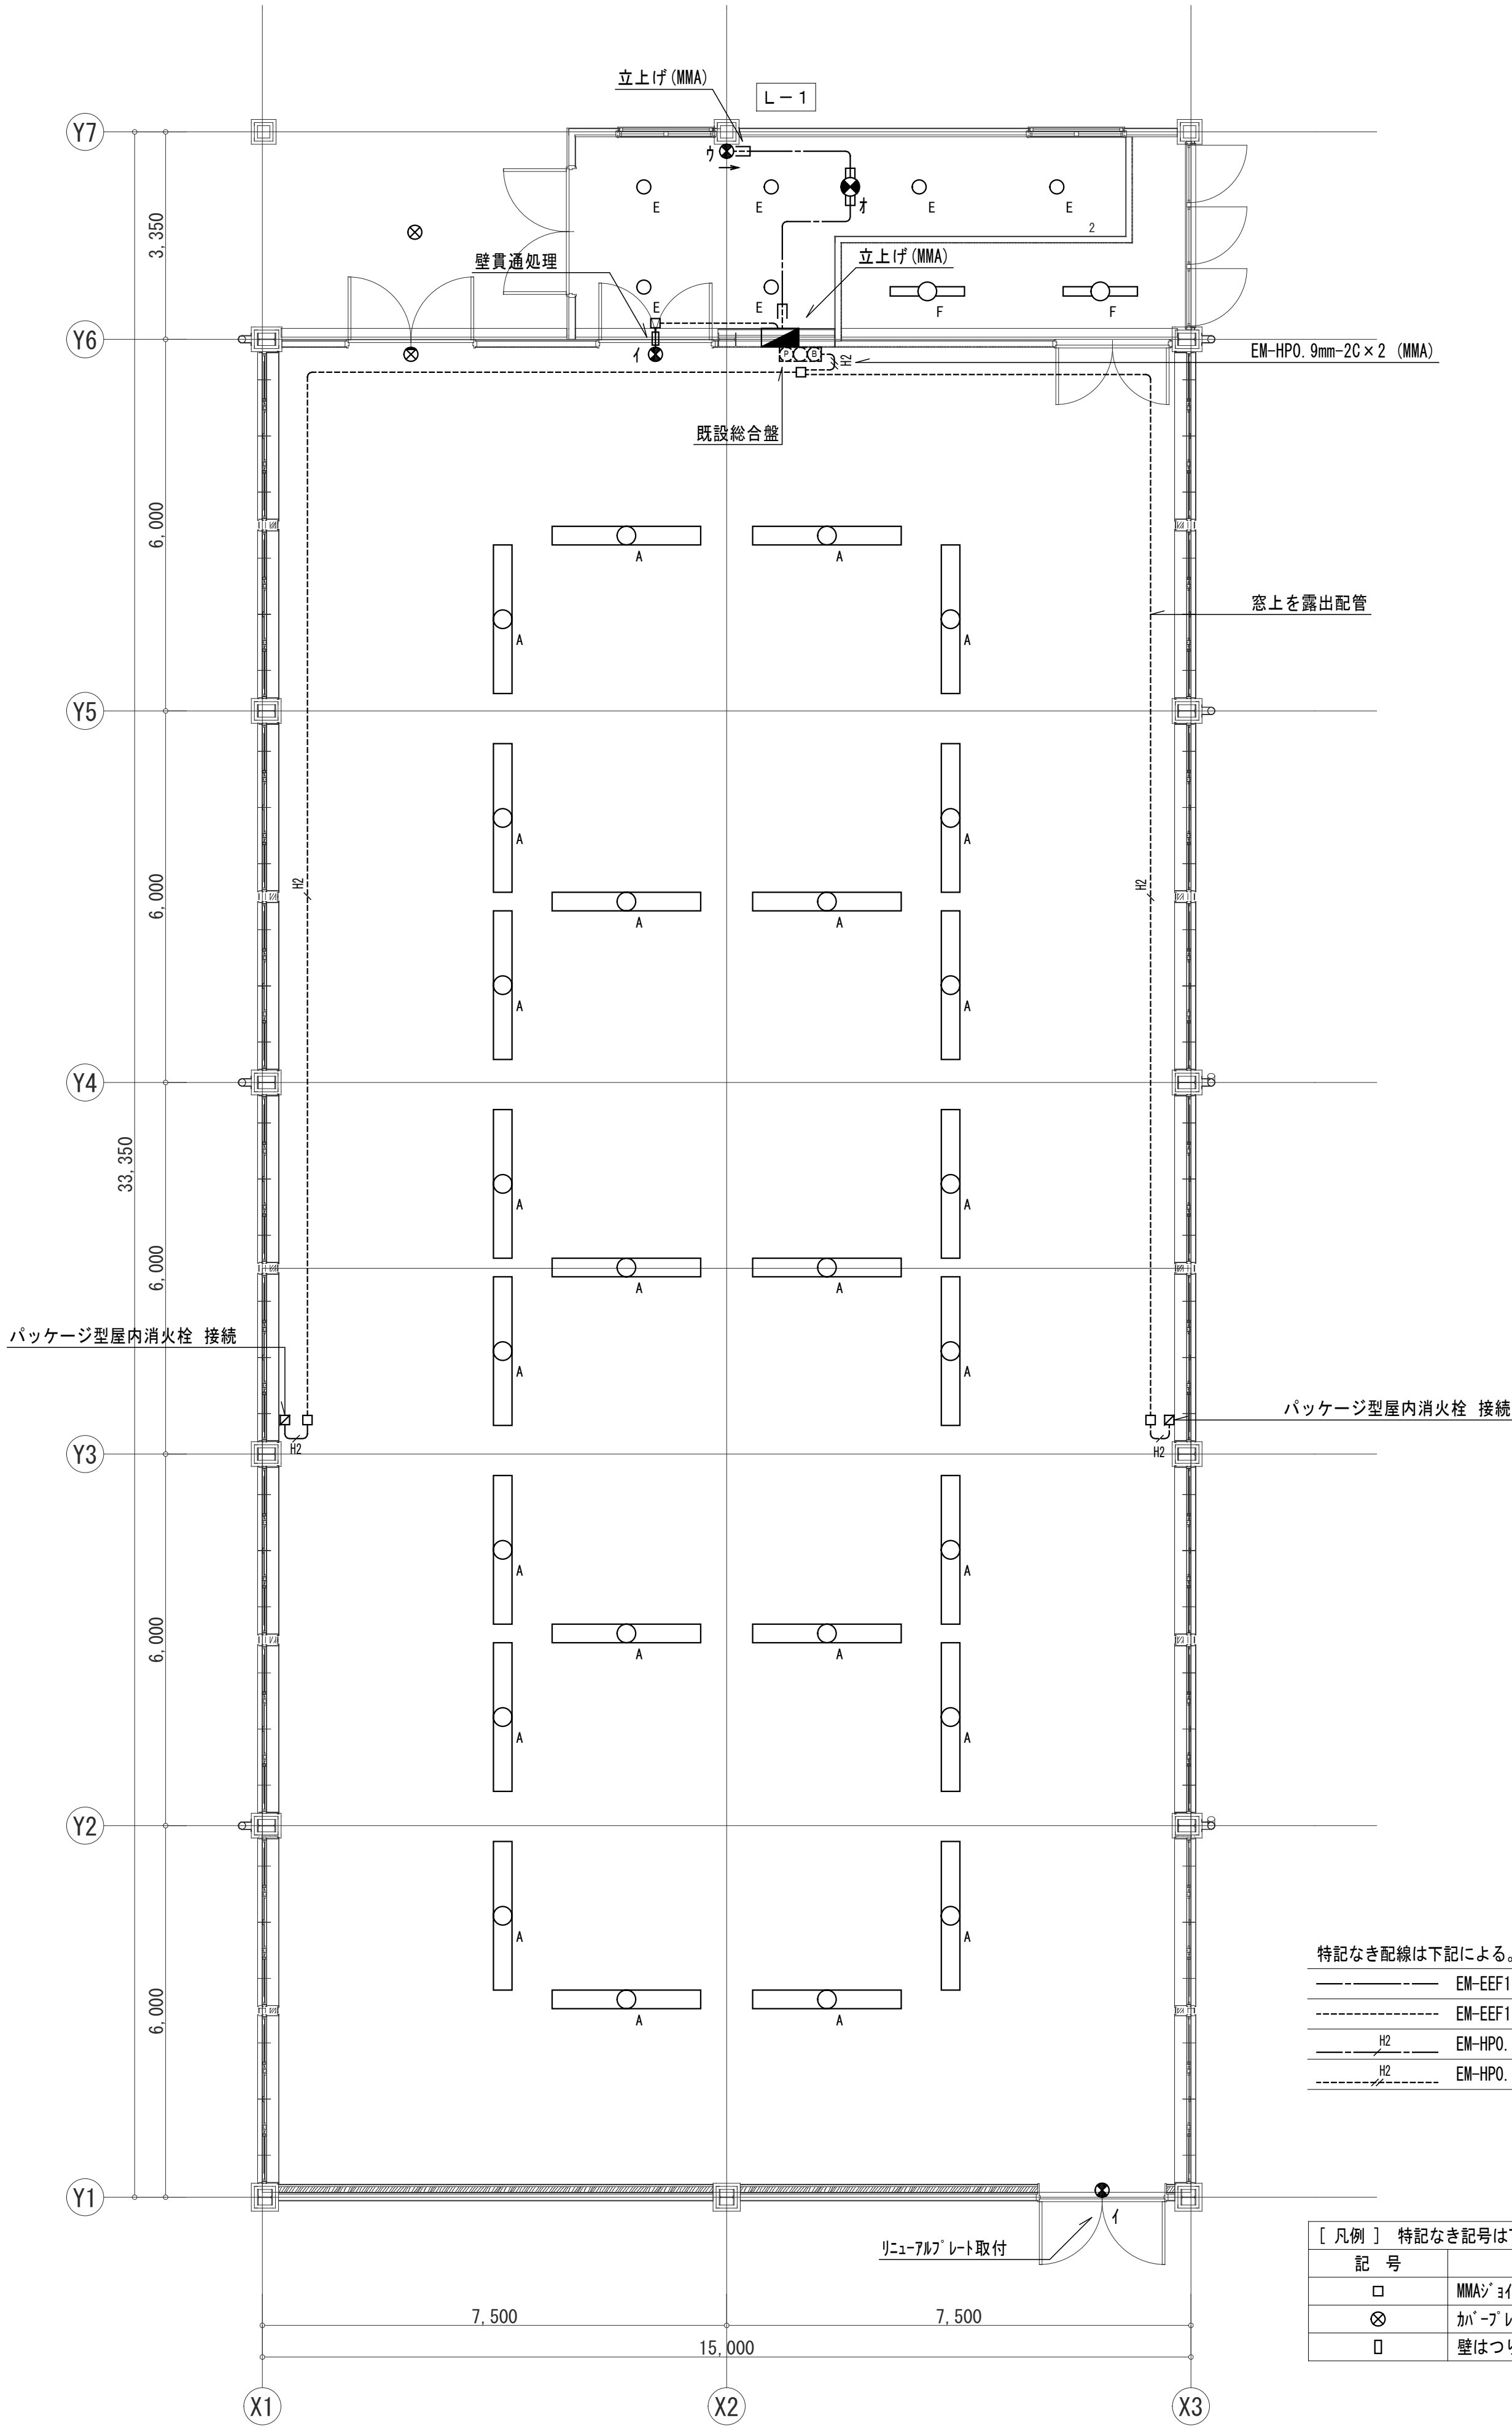 立上げ(MMA)
L-1
Y7
ウ
E
E
E
E
オ
2
3,350
壁貫通処理
立上げ(MMA)
E
E
F
F
Y6
イ
P
B
H2
EM-HP0.9mm-2C×2 (MMA)
既設総合盤
6,000
A
A
窓上を露出配管
A
A
Y5
A
A
6,000
H2
H2
A
A
A
A
Y4
33,350
A
A
6,000
A
A
パッケージ型屋内消火栓 接続
A
A
パッケージ型屋内消火栓 接続
H2
H2
Y3
A
A
6,000
A
A
A
A
Y2
A
A
特記なき配線は下記による。
EM-EEF1
6,000
A
A
EM-EEF1
H2
EM-HP0.
H2
EM-HP0.
Y1
イ
リニューアルプレート取付
[ 凡例 ] 特記なき記号は
記 号
7,500
7,500
MMAジョイ
カバープレ
15,000
壁はつ
X1
X2
X3